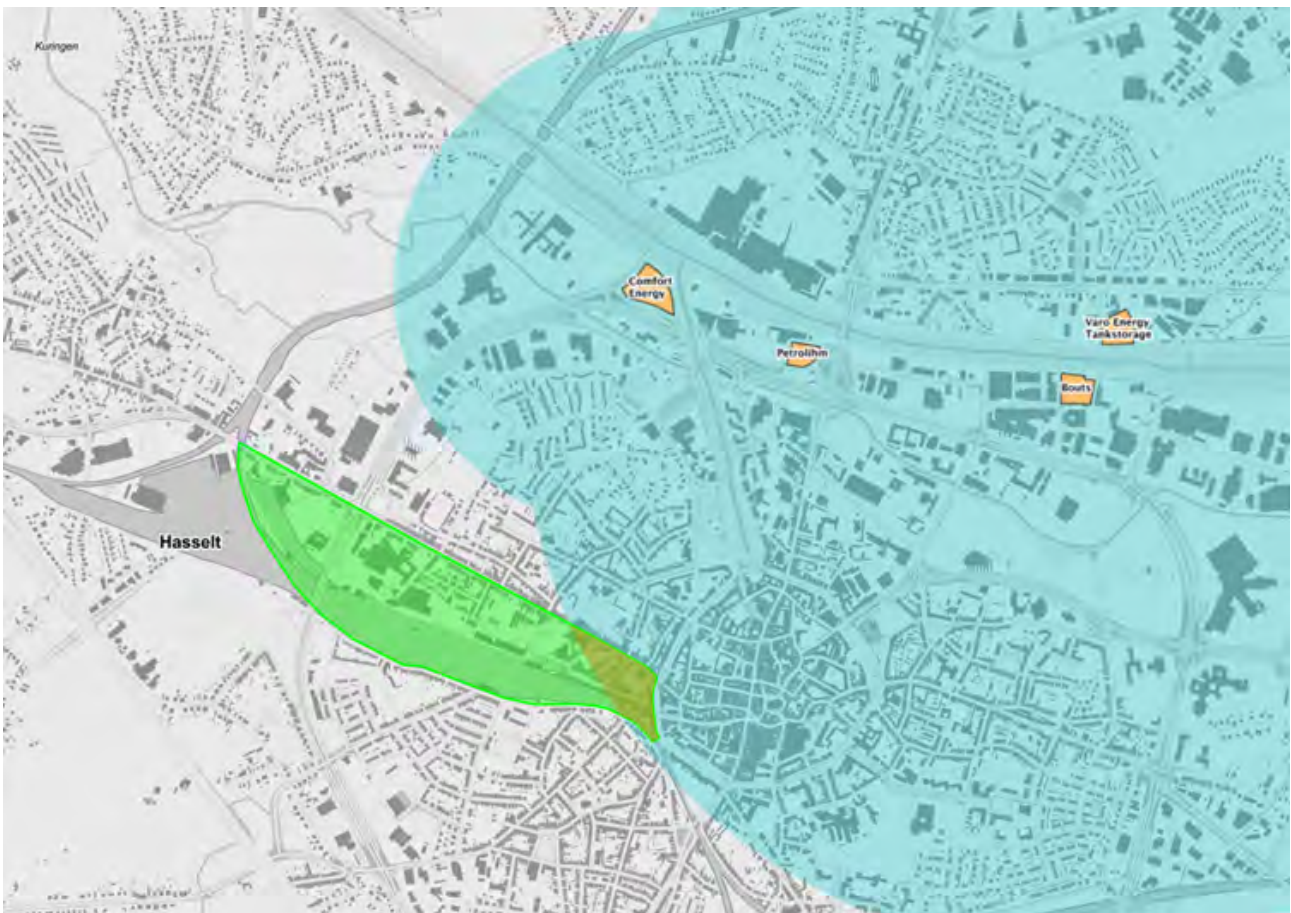 Kuringen
Comfort
Energy
Varo Energy
Tankstorage
Petrolihm
Bouts
Hasselt